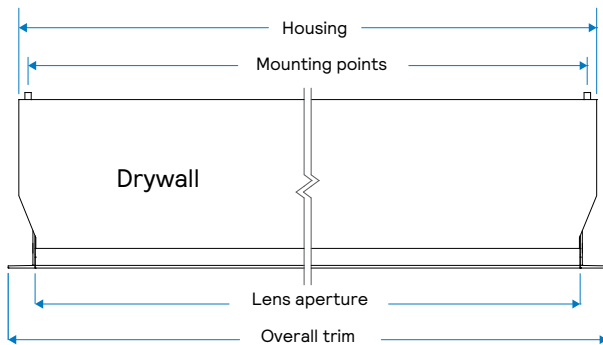 Housing
Mounting points
Drywall
Lens aperture
Overall trim